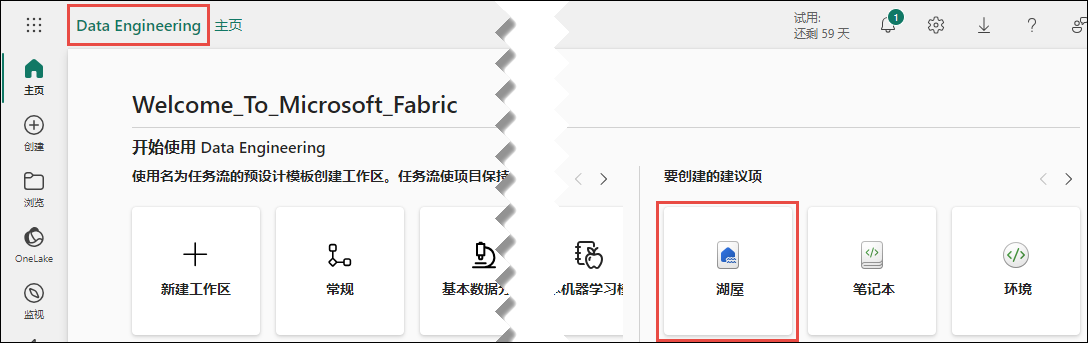 Data Engineering 主页
试用:
还剩 59 天
1
?
主页
创建
浏览
OneLake
监视
Welcome_To_Microsoft_Fabric
开始使用 Data Engineering
使用名为任务流的预设计模板创建工作区。任务流使项目保持
新建工作区
常规
基本数据
机器学习
要创建的建议项
湖屋
笔记本
环境